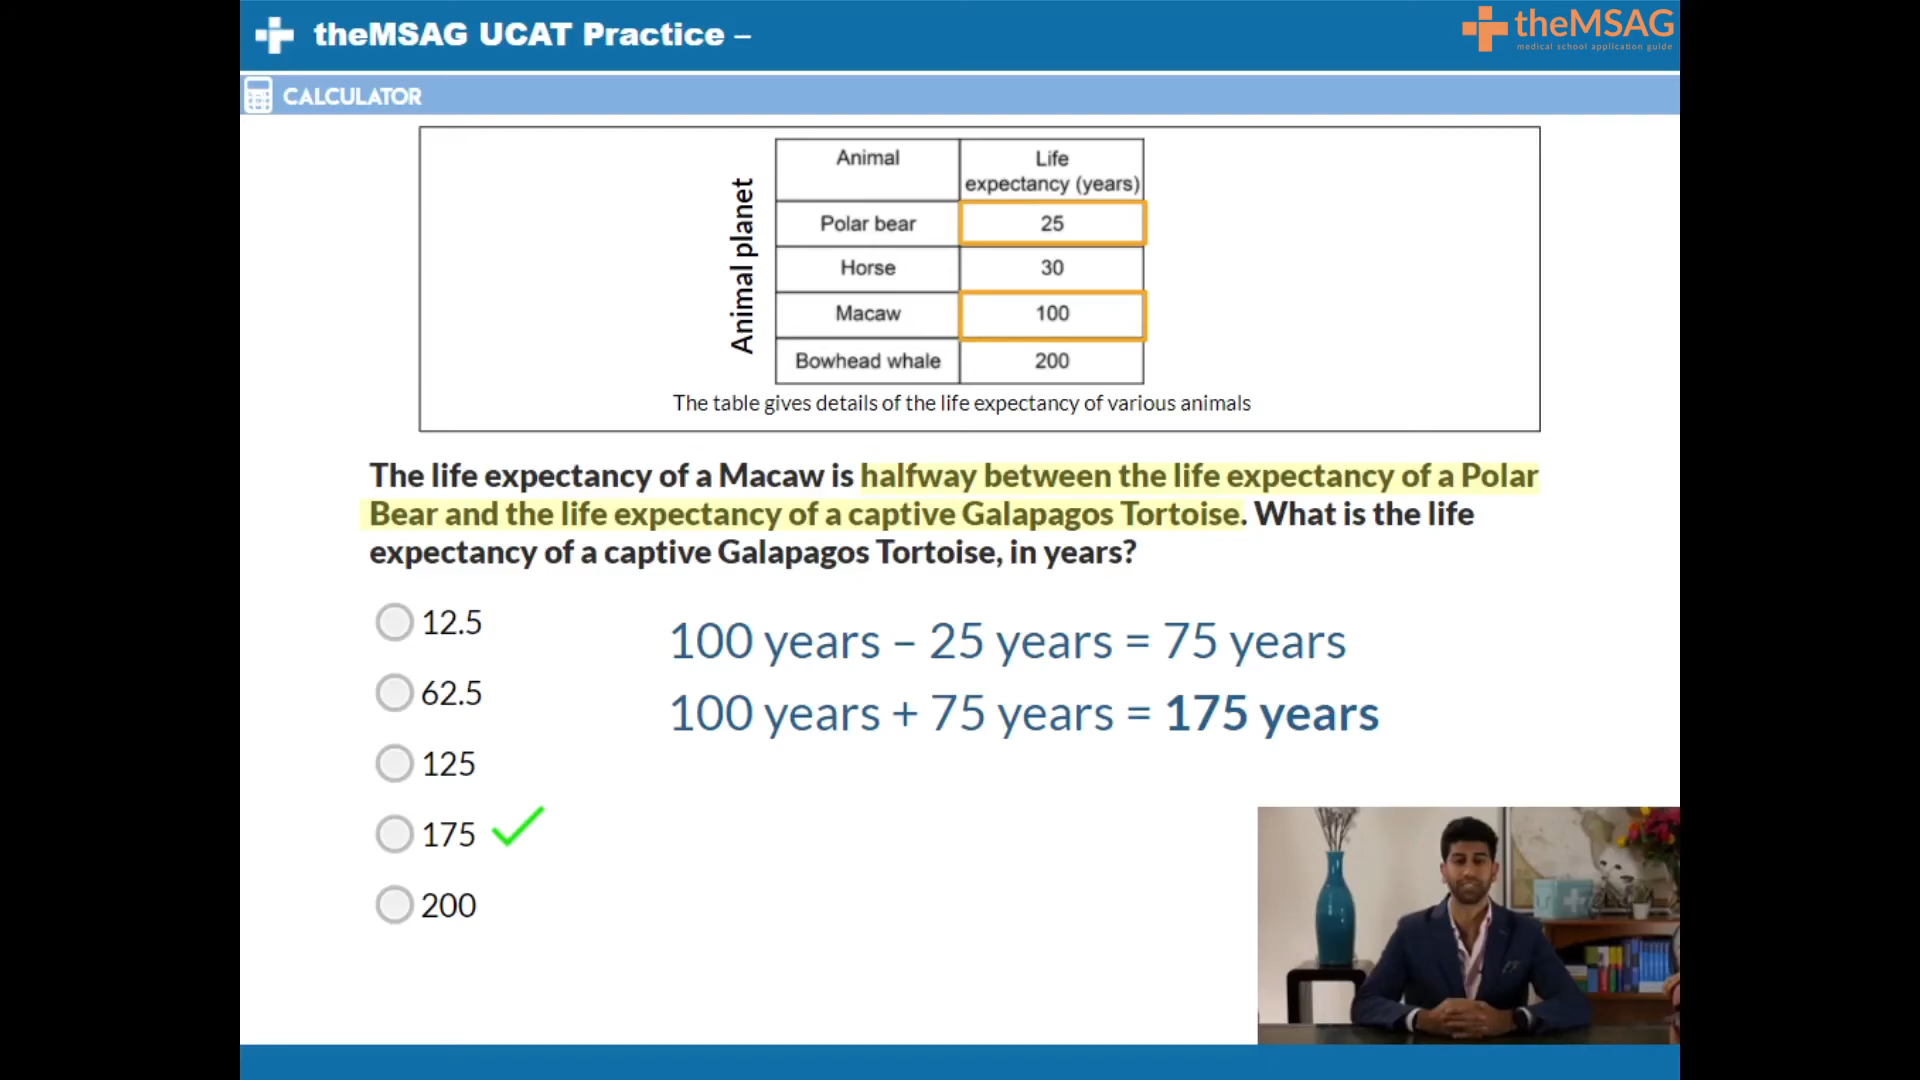 theMSAG UCAT Practice –
theMSAG
medical school application guide
CALCULATOR
Animal planet
Animal
Life
expectancy (years)
Polar bear
25
Horse
30
Macaw
100
Bowhead whale
200
The table gives details of the life expectancy of various animals
The life expectancy of a Macaw is halfway between the life expectancy of a Polar
Bear and the life expectancy of a captive Galapagos Tortoise. What is the life
expectancy of a captive Galapagos Tortoise, in years?
12.5
62.5
125
175
200
100 years – 25 years = 75 years
100 years + 75 years = 175 years